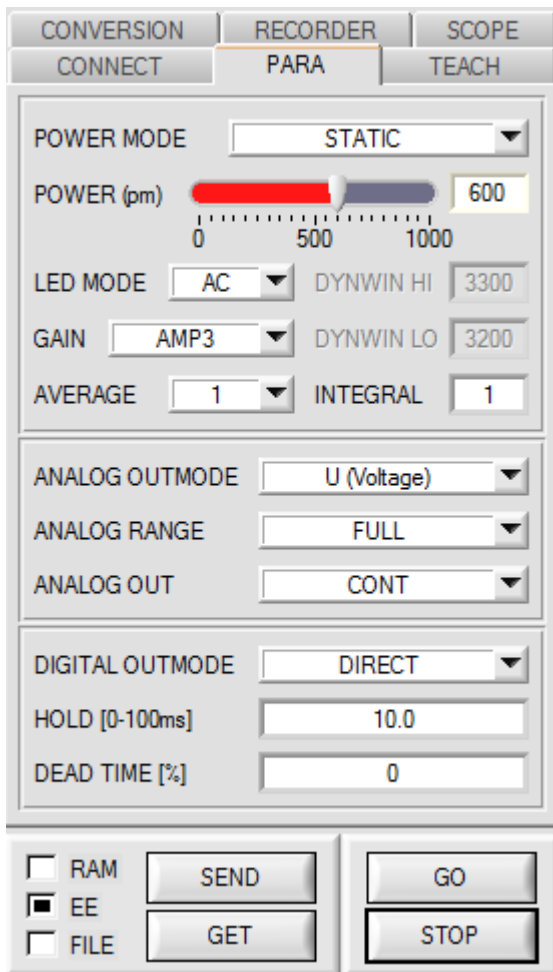 CONVERSION RECORDER SCOPE
CONNECT PARA TEACH
POWER MODE STATIC
POWER (pm) 600
0 500 1000
LED MODE AC DYNWIN HI 3300
GAIN AMP3 DYNWIN LO 3200
AVERAGE 1 INTEGRAL 1
ANALOG OUTMODE U (Voltage)
ANALOG RANGE FULL
ANALOG OUT CONT
DIGITAL OUTMODE DIRECT
HOLD [0-100ms] 10.0
DEAD TIME [%] 0
RAM SEND GO
EE
FILE GET STOP